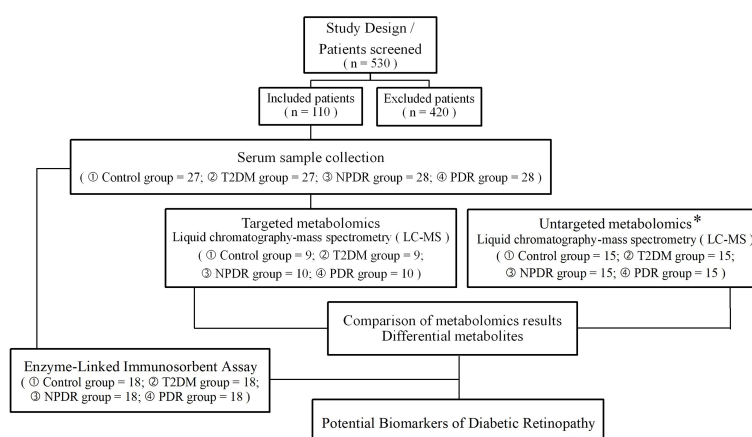 Study Design /
Patients screened
( n = 530 )
Included patients
( n = 110 )
Excluded patients
( n = 420 )
Serum sample collection
( ① Control group = 27; ② T2DM group = 27; ③ NPDR group = 28; ④ PDR group = 28 )
Targeted metabolomics
Liquid chromatography-mass spectrometry ( LC-MS )
( ① Control group = 9; ② T2DM group = 9;
③ NPDR group = 10; ④ PDR group = 10 )
Untargeted metabolomics*
Liquid chromatography-mass spectrometry ( LC-MS )
( ① Control group = 15; ② T2DM group = 15;
③ NPDR group = 15; ④ PDR group = 15 )
Comparison of metabolomics results
Differential metabolites
Enzyme-Linked Immunosorbent Assay
( ① Control group = 18; ② T2DM group = 18;
③ NPDR group = 18; ④ PDR group = 18 )
Potential Biomarkers of Diabetic Retinopathy